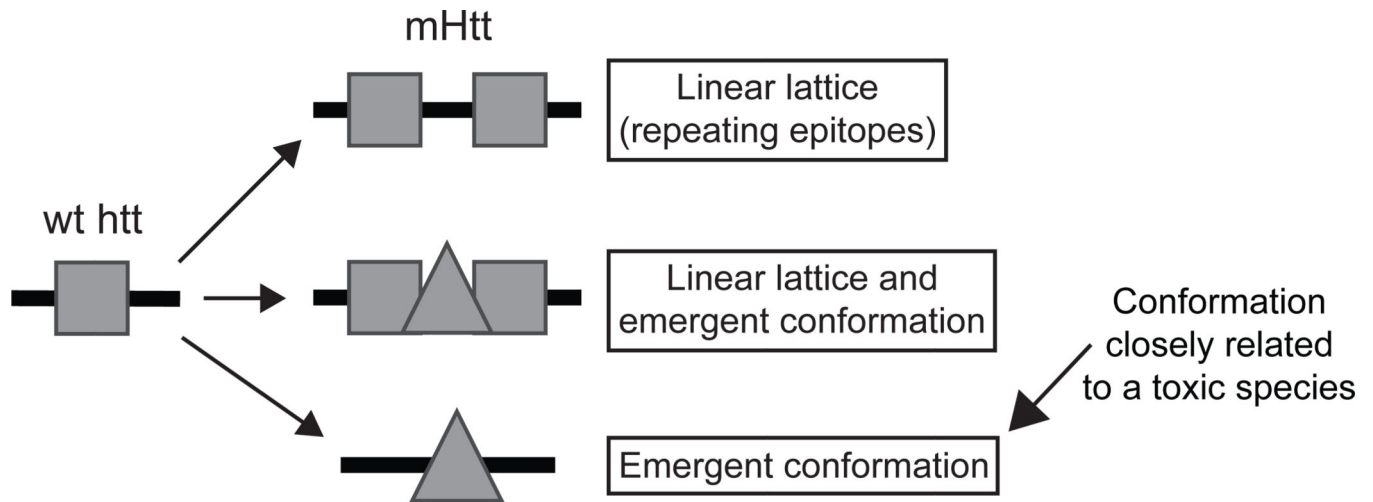 mHtt
Linear lattice
(repeating epitopes)
wt htt
Linear lattice and
emergent conformation
Conformation
closely related
to a toxic species
Emergent conformation